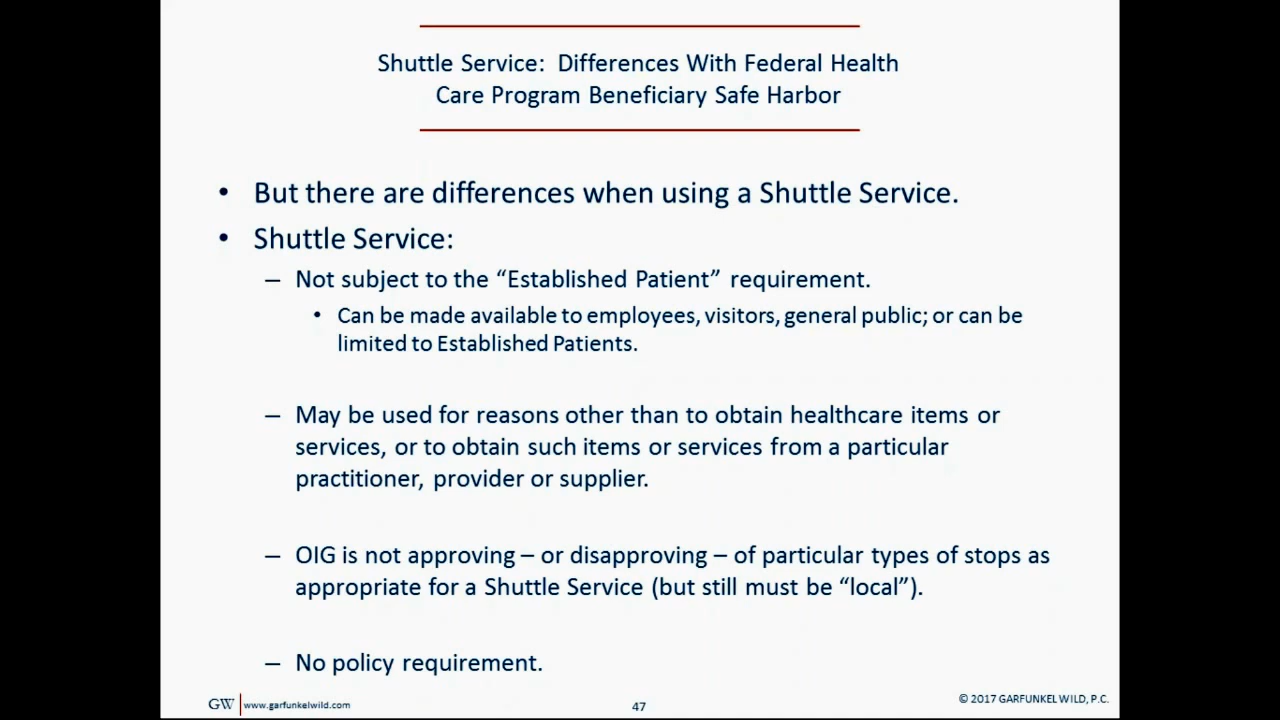 Shuttle Service: Differences With Federal Health
Care Program Beneficiary Safe Harbor
• But there are differences when using a Shuttle Service.
• Shuttle Service:
– Not subject to the “Established Patient” requirement.
• Can be made available to employees, visitors, general public; or can be
limited to Established Patients.
– May be used for reasons other than to obtain healthcare items or
services, or to obtain such items or services from a particular
practitioner, provider or supplier.
– OIG is not approving – or disapproving – of particular types of stops as
appropriate for a Shuttle Service (but still must be “local”).
– No policy requirement.
GW www.garfunkelwild.com
47
© 2017 GARFUNKEL WILD, P.C.